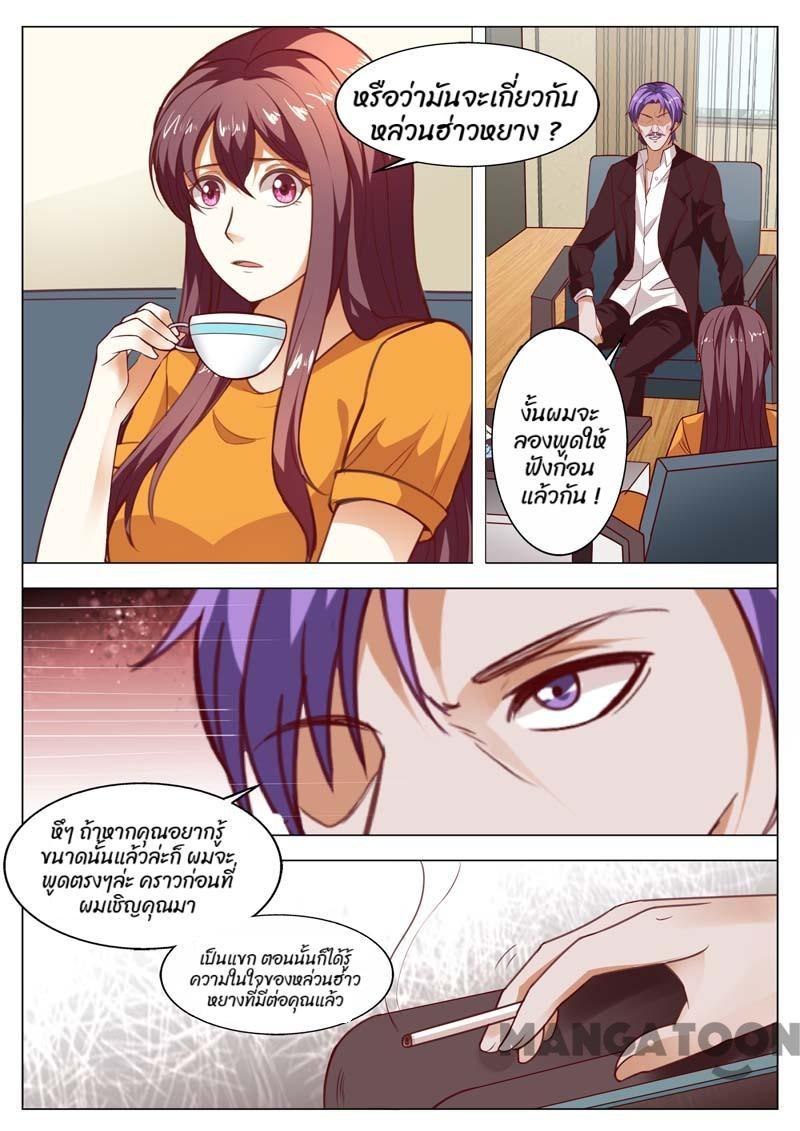 หรือว่ามันจะเกี่ยวกับ
หล่วนฮ่าวหยาง ?
งั้นผมจะ
ลองพูดให้
ฟังก่อน
แล้วกัน !
หึๆ ถ้าหากคุณอยากรู้
ขนาดนั้นแล้วล่ะก็ ผมจะ
พูดตรงๆล่ะ คราวก่อนที่
ผมเชิญคุณมา
เป็นแขก ตอนนั้นก็ได้รู้
ความในใจของหล่วนฮ่าว
หยางที่มีต่อคุณแล้ว
MANGATOON